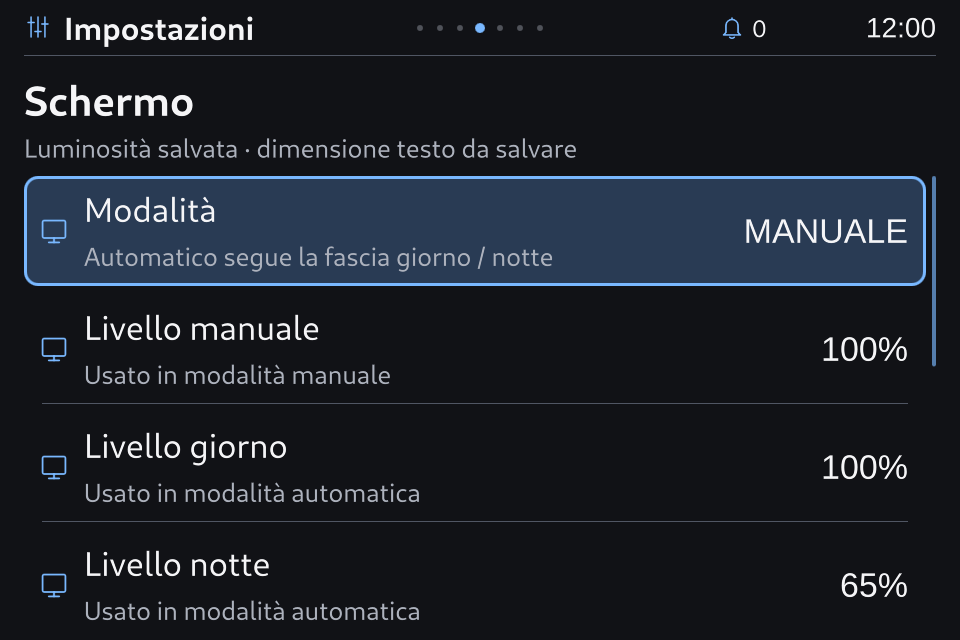 Impostazioni
0
12:00
Schermo
Luminosità salvata · dimensione testo da salvare
Modalità
MANUALE
Automatico segue la fascia giorno / notte
Livello manuale
100%
Usato in modalità manuale
Livello giorno
100%
Usato in modalità automatica
Livello notte
65%
Usato in modalità automatica